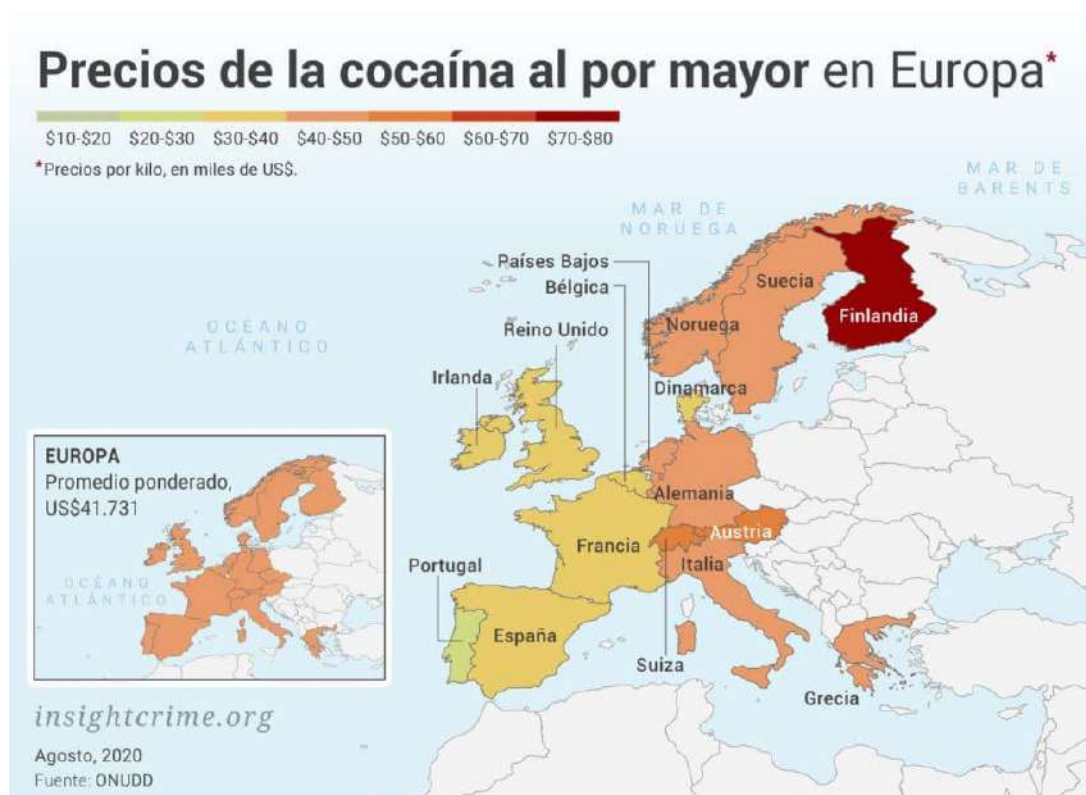 Precios de la cocaína al por mayor en Europa*
$10-$20 $20-$30 $30-$40 $40-$50 $50-$60 $60-$70 $70-$80
*Precios por kilo, en miles de US$.
MAR DE
BARENTS
MAR DE
NORUEGA
OCÉANO
ATLÁNTICO
Países Bajos
Bélgica
Reino Unido
Irlanda
Suecia
Noruega
Finlandia
Dinamarca
Alemania
Austria
Francia
Italia
Portugal
España
Suiza
Grecia
EUROPA
Promedio ponderado,
US$41.731
OCÉANO
ATLÁNTICO
insightcrime.org
Agosto, 2020
Fuente: ONUDD